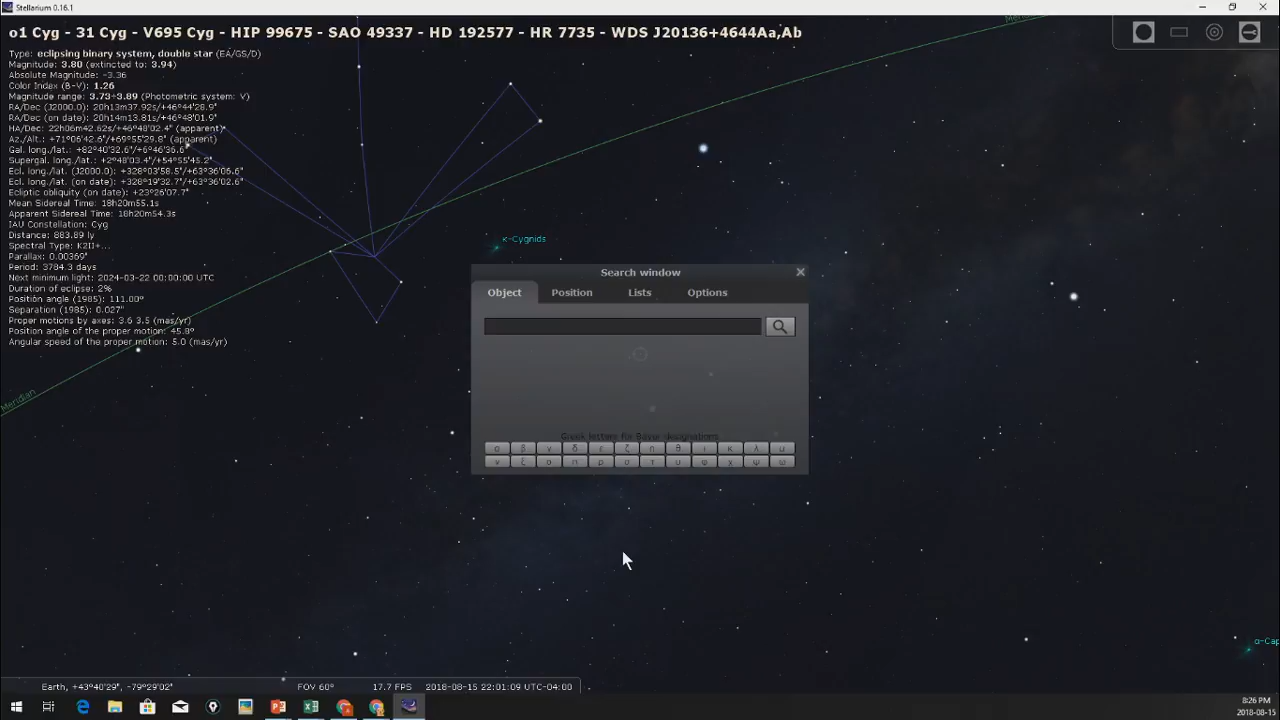 Stellarium 0.16.1
o1 Cyg - 31 Cyg - V695 Cyg - HIP 99675 - SAO 49337 - HD 192577 - HR 7735 - WDS J20136+4644Aa,Ab
Type: eclipsing binary system, double star (EA/GS/D)
Magnitude: 3.80 (extincted to: 3.94)
Absolute Magnitude: -3.36
Color Index (B-V): 1.26
Magnitude range: 3.73÷3.89 (Photometric system: V)
RA/Dec (J2000.0): 20h13m37.92s/+46°44'28.9"
RA/Dec (on date): 20h14m13.81s/+46°48'01.9"
HA/Dec: 22h06m42.62s/+46°48'02.4" (apparent)
Az./Alt.: +71°06'42.6"/+69°55'29.8" (apparent)
Gal. long./lat.: +82°40'32.6"/+6°46'36.6"
Supergal. long./lat.: +2°48'03.4"/+54°55'45.2"
Ecl. long./lat. (J2000.0): +328°03'58.5"/+63°36'06.6"
Ecl. long./lat. (on date): +328°19'32.7"/+63°36'02.6"
Ecliptic obliquity (on date): +23°26'07.7"
Mean Sidereal Time: 18h20m55.1s
Apparent Sidereal Time: 18h20m54.3s
IAU Constellation: Cyg
Distance: 883.89 ly
Spectral Type: K2II+...
Parallax: 0.00369"
Period: 3784.3 days
Next minimum light: 2024-03-22 00:00:00 UTC
Duration of eclipse: 2%
Position angle (1985): 111.00°
Separation (1985): 0.027"
Proper motions by axes: 3.6 3.5 (mas/yr)
Position angle of the proper motion: 45.8°
Angular speed of the proper motion: 5.0 (mas/yr)
Meridian
Meridian
κ-Cygnids
Search window
Object Position Lists Options
Greek letters for Bayer designations
α β γ δ ε ζ η θ ι κ λ μ
ν ξ ο π ρ σ τ υ φ χ ψ ω
α-Cap
Earth, +43°40'29", -79°29'02" FOV 60° 17.7 FPS 2018-08-15 22:01:09 UTC-04:00
8:26 PM
2018-08-15